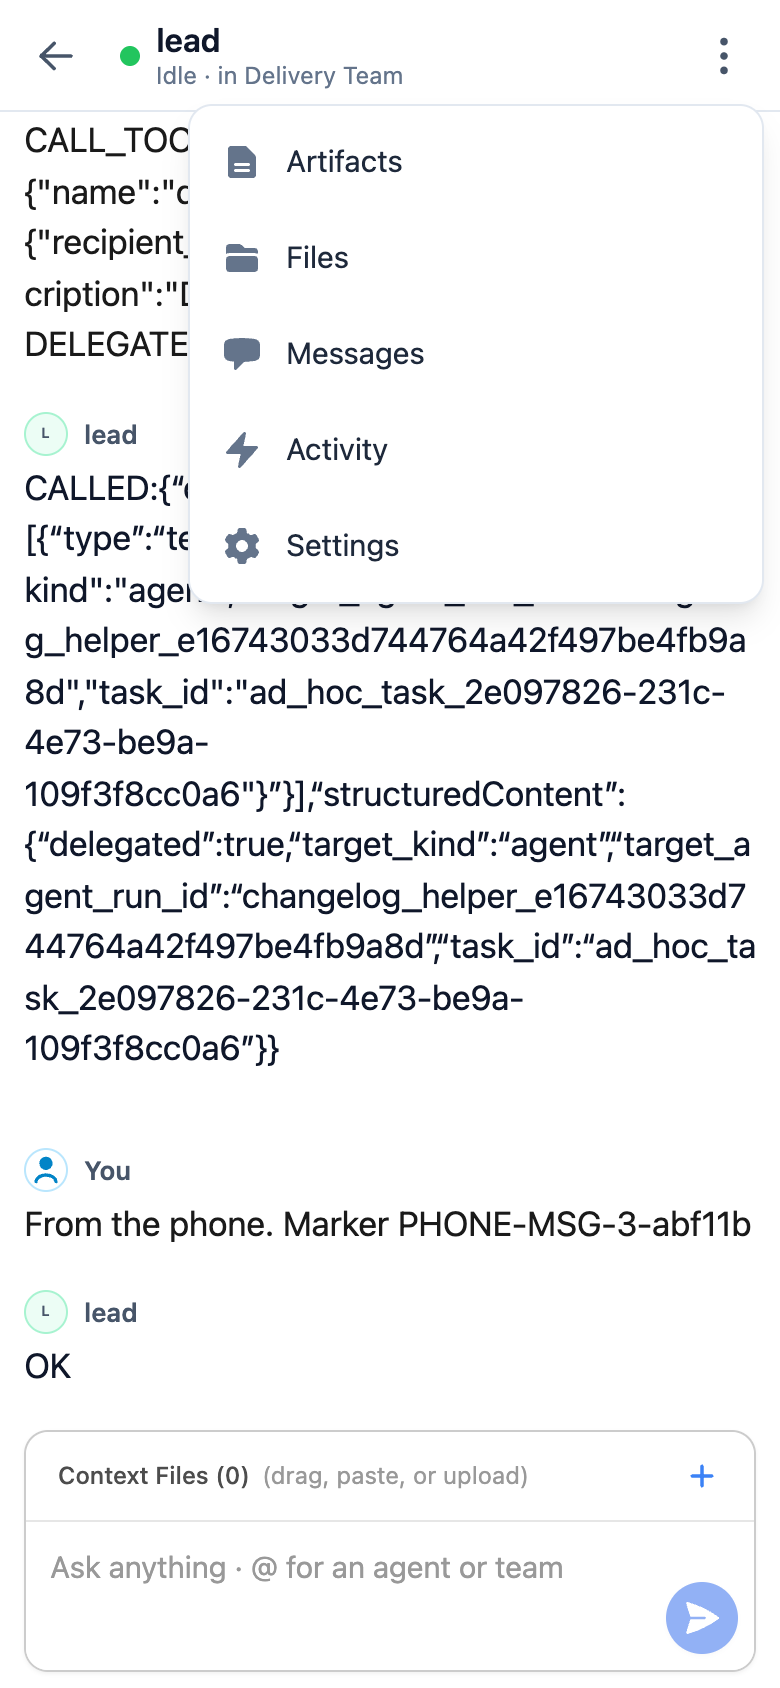 lead
Idle · in Delivery Team
Artifacts
Files
Messages
Activity
Settings
CALL_TOO
{"name":"d
{"recipient_
cription":"D
DELEGATE
L lead
CALLED:{“c
[{“type”:“te
kind":"agen
g_helper_e16743033d744764a42f497be4fb9a
8d","task_id":"ad_hoc_task_2e097826-231c-
4e73-be9a-
109f3f8cc0a6"}”}],“structuredContent”:
{“delegated”:true,“target_kind”:“agent”,“target_a
gent_run_id”:“changelog_helper_e16743033d7
44764a42f497be4fb9a8d”,“task_id”:“ad_hoc_ta
sk_2e097826-231c-4e73-be9a-
109f3f8cc0a6”}}
You
From the phone. Marker PHONE-MSG-3-abf11b
L lead
OK
Context Files (0) (drag, paste, or upload)
Ask anything · @ for an agent or team